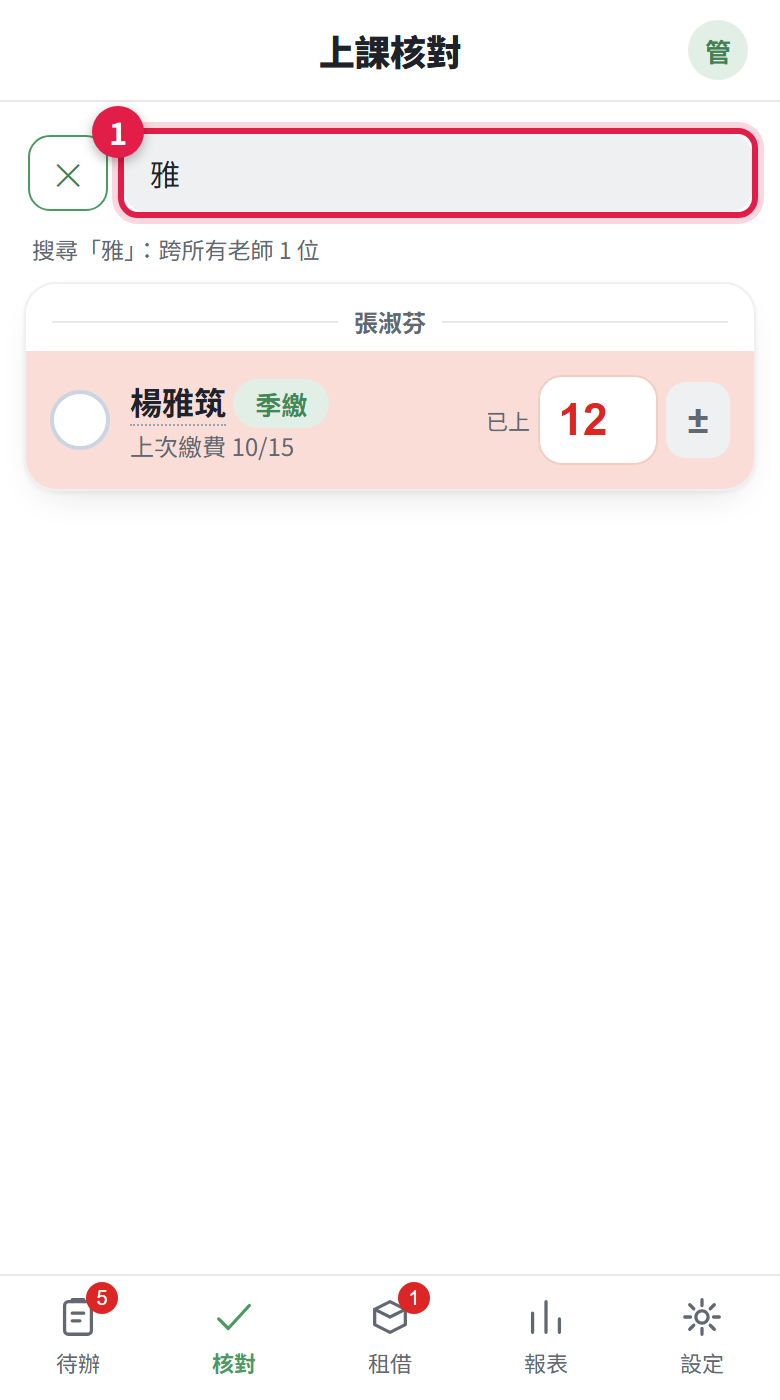 上課核對
管
1
雅
搜尋「雅」：跨所有老師 1 位
張淑芬
楊雅筑 季繳
上次繳費 10/15
已上 12 ±
5
1
待辦 核對 租借 報表 設定